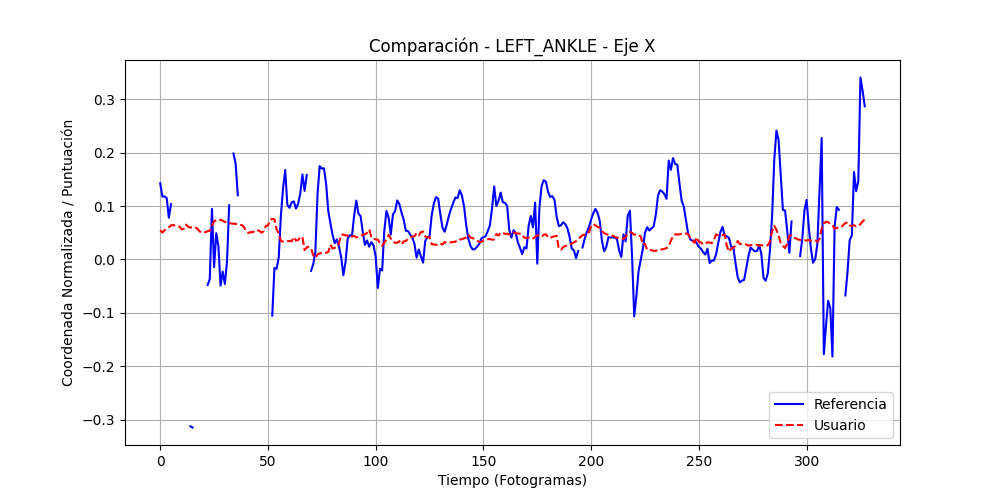 Comparación - LEFT_ANKLE - Eje X
Coordenada Normalizada / Puntuación
0.3
0.2
0.1
0.0
−0.1
−0.2
−0.3
0 50 100 150 200 250 300
Tiempo (Fotogramas)
Referencia
Usuario